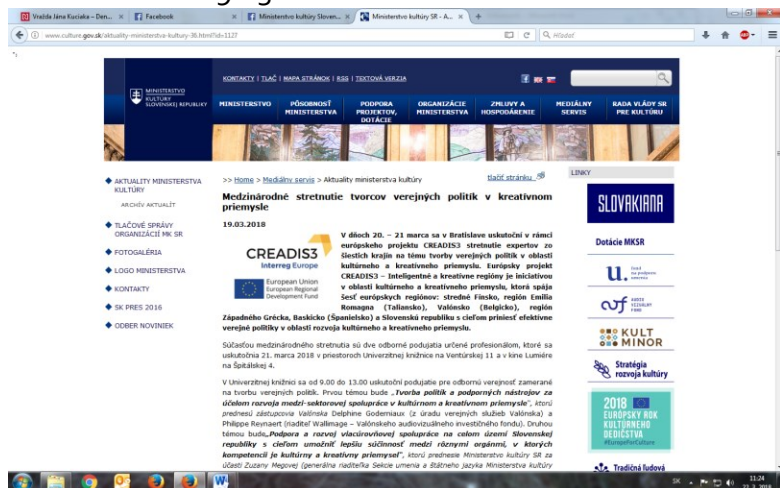 Vražda Jána Kuciaka – Den...
Facebook
Ministerstvo kultúry Sloven...
Ministerstvo kultúry SR - A...
www.culture.gov.sk/aktuality-ministerstva-kultury-36.html?id=1127
Hľadať
KONTAKTY | TLAČ | MAPA STRÁNOK | RSS | TEXTOVÁ VERZIA
MINISTERSTVO
KULTÚRY
SLOVENSKEJ REPUBLIKY
MINISTERSTVO
PÔSOBNOSŤ
MINISTERSTVA
PODPORA
PROJEKTOV,
DOTÁCIE
ORGANIZÁCIE
MINISTERSTVA
ZMLUVY A
HOSPODÁRENIE
MEDIÁLNY
SERVIS
RADA VLÁDY SR
PRE KULTÚRU
AKTUALITY MINISTERSTVA
KULTÚRY
ARCHÍV AKTUALÍT
TLAČOVÉ SPRÁVY
ORGANIZÁCIÍ MK SR
FOTOGALÉRIA
LOGO MINISTERSTVA
KONTAKTY
SK PRES 2016
ODBER NOVINIEK
>> Home > Mediálny servis > Aktuality ministerstva kultúry
tlačiť stránku
Medzinárodné stretnutie tvorcov verejných politík v kreatívnom
priemysle
19.03.2018
CREADIS3
Interreg Europe
European Union
European Regional
Development Fund
V dňoch 20. – 21 marca sa v Bratislave uskutoční v rámci
európskeho projektu CREADIS3 stretnutie expertov zo
šiestich krajín na tému tvorby verejných politík v oblasti
kultúrneho a kreatívneho priemyslu. Európsky projekt
CREADIS3 – Inteligentné a kreatívne regióny je iniciatívou
v oblasti kultúrneho a kreatívneho priemyslu, ktorá spája
šesť európskych regiónov: stredné Fínsko, región Emilia
Romagna (Taliansko), Valónsko (Belgicko), región
Západného Grécka, Baskicko (Španielsko) a Slovenskú republiku s cieľom priniesť efektívne
verejné politiky v oblasti rozvoja kultúrneho a kreatívneho priemyslu.
Súčasťou medzinárodného stretnutia sú dve odborné podujatia určené profesionálom, ktoré sa
uskutočnia 21. marca 2018 v priestoroch Univerzitnej knižnice na Ventúrskej 11 a v kine Lumiére
na Špitálskej 4.
V Univerzitnej knižnici sa od 9.00 do 13.00 uskutoční podujatie pre odbornú verejnosť zamerané
na tvorbu verejných politík. Prvou témou bude „Tvorba politík a podporných nástrojov za
účelom rozvoja medzi-sektorovej spolupráce v kultúrnom a kreatívnom priemysle“, ktorú
prednesú zástupcovia Valónska Delphine Goderniaux (z úradu verejných služieb Valónska) a
Philippe Reynaert (riaditeľ Wallimage – Valónskeho audiovizuálneho investičného fondu). Druhou
témou bude „Podpora a rozvoj viacúrovňovej spolupráce na celom území Slovenskej
republiky s cieľom umožniť lepšiu súčinnosť medzi rôznymi orgánmi, v ktorých
kompetencii je kultúrny a kreatívny priemysel“, ktorú prednesie Ministerstvo kultúry SR za
účasti Zuzany Megovej (generálna riaditeľka Sekcie umenia a štátneho jazyka Ministerstva kultúry
LINKY
SLOVAKIANA
Dotácie MKSR
u.
fond
na podporu
umenia
avf
AUDIO
VIZUÁLNY
FOND
KULT
MINOR
Stratégia
rozvoja kultúry
2018
EURÓPSKY ROK
KULTÚRNEHO
DEDIČSTVA
#EuropeForCulture
Tradičná ľudová
SK
11:24